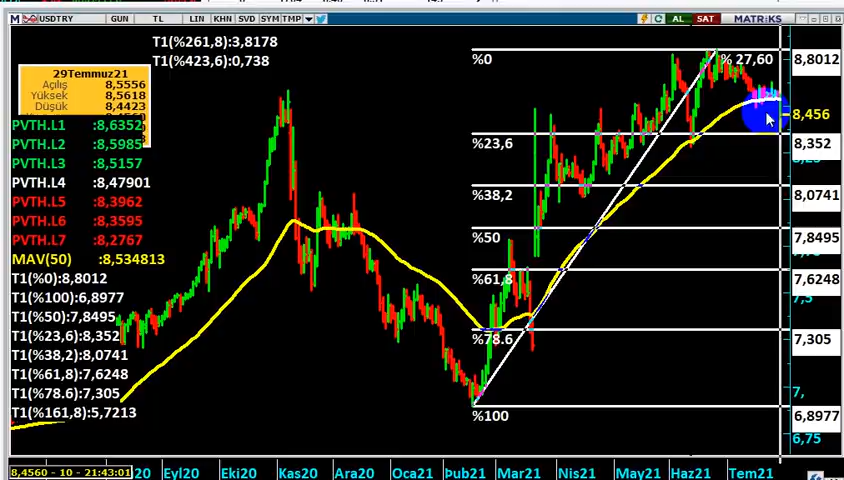 USDTRY GUN TL LIN KHN SVD SYM TMP AL SAT MATRİKS
T1(%261,8):3,8178
T1(%423,6):0,738
29Temmuz21
Açılış 8,5556
Yüksek 8,5618
Düşük 8,4423
PVTH.L1 :8,6352
PVTH.L2 :8,5985
PVTH.L3 :8,5157
PVTH.L4 :8,47901
PVTH.L5 :8,3962
PVTH.L6 :8,3595
PVTH.L7 :8,2767
MAV(50) :8,534813
T1(%0):8,8012
T1(%100):6,8977
T1(%50):7,8495
T1(%23,6):8,352
T1(%38,2):8,0741
T1(%61,8):7,6248
T1(%78.6):7,305
T1(%161,8):5,7213
%0
% 27,60
%23,6
%38,2
%50
%61,8
%78.6
%100
8,8012
8,456
8,352
8,0741
7,8495
7,6248
7,305
7,
6,8977
6,75
8,4560 - 10 - 21:43:01
20 Eyl20 Eki20 Kas20 Ara20 Oca21 Şub21 Mar21 Nis21 May21 Haz21 Tem21